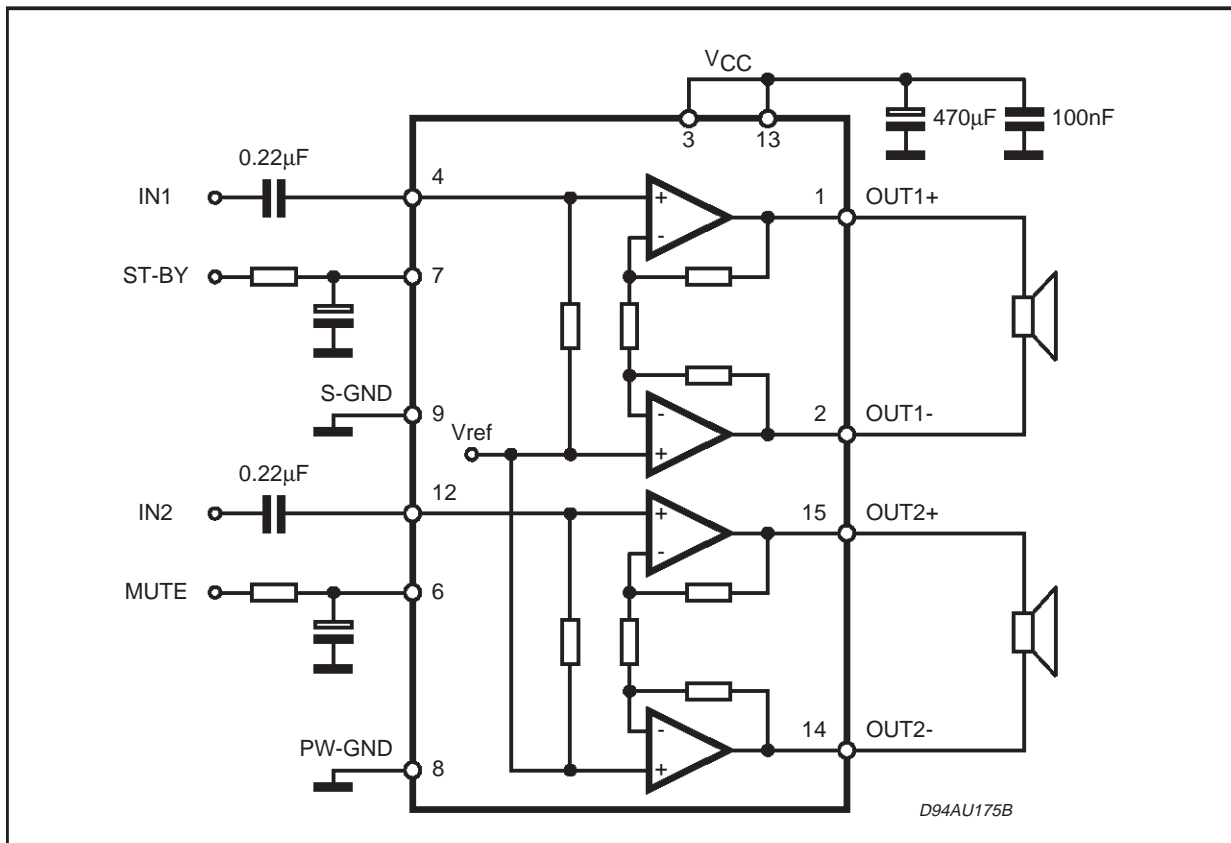 VCC
470µF
100nF
3
13
0.22µF
IN1
4
+
-
1
OUT1+
ST-BY
7
S-GND
9
-
+
2
OUT1-
Vref
0.22µF
12
IN2
+
-
15
OUT2+
MUTE
6
-
+
14
OUT2-
PW-GND
8
D94AU175B